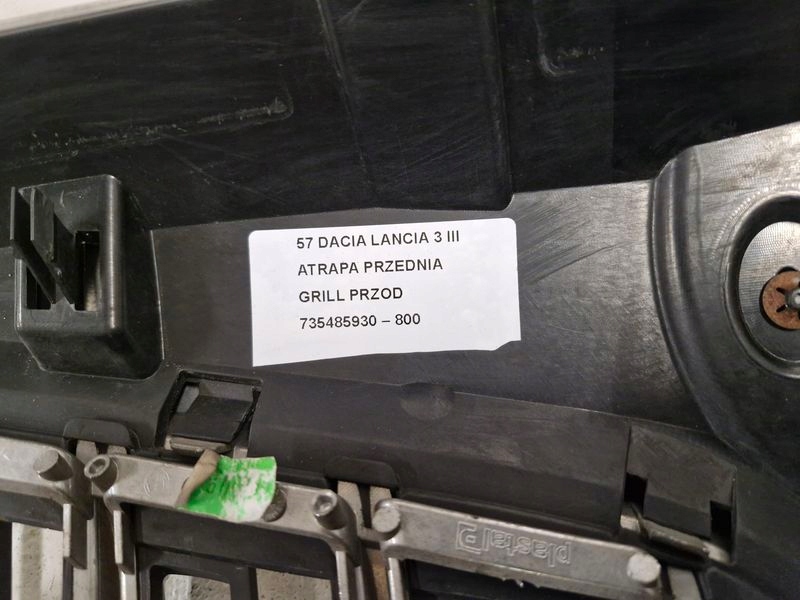 57 DACIA LANCIA 3 III
ATRAPA PRZEDNIA
GRILL PRZOD
735485930 – 800
plastal